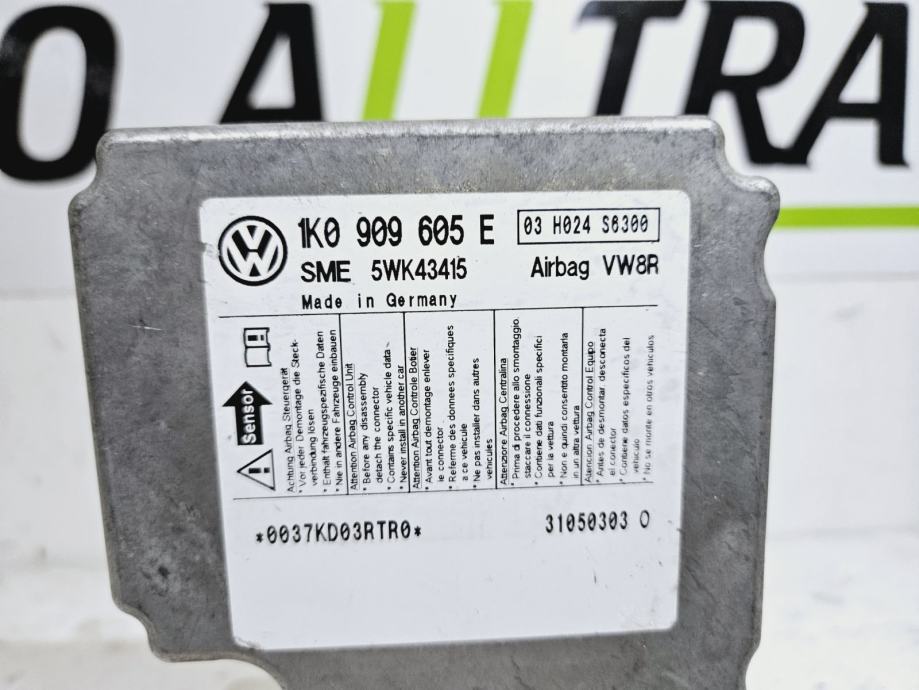 O ALLTRA
1K0 909 605 E
03 H024 S6300
SME 5WK43415
Airbag VW8R
Made in Germany
Sensor
Achtung Airbag Steuergerät
* Vor jeder Demontage die Steck-
verbindung lösen
* Enthalt fahrzeugspezifische Daten
* Nie in andere Fahrzeuge einbauen
Attention Airbag Control Unit
* Before any disassembly
detach the connector
* Contains specific vehicle data
* Never install in another car
Attention Airbag Controle Boitier
* Avant tout demontage enlever
le connector
* Referme des donnees specifiques
a ce vehicule
* Ne pas installer dans autres
vehicules
Attenzione Airbag Centralina
* Prima di procedere allo smontaggio.
staccare il connessione
* Contiene dati funzionali specifici
per la vettura
* Non e quindi consentito montarla
in un altra vettura
Atencion Airbag Control Equipo
* Antes de desmontar desconecta
el conector
* Contiene datos especificos del
vehiculo
* No se monte en otros vehiculos
*0037KD03RTR0*
31050303 O